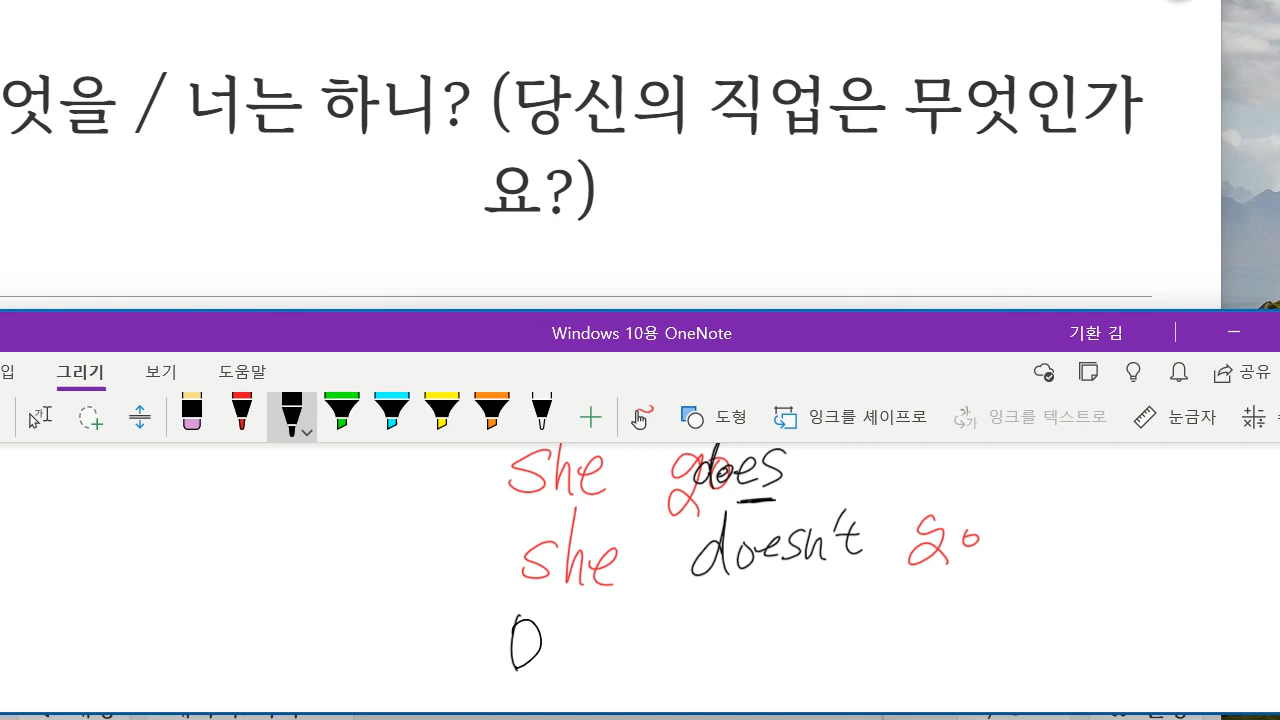 엇을 / 너는 하니? (당신의 직업은 무엇인가
요?)
Windows 10용 OneNote 기환 김
입 그리기 보기 도움말 공유
도형 잉크를 셰이프로 잉크를 텍스트로 눈금자
she go does
she doesn't go
D